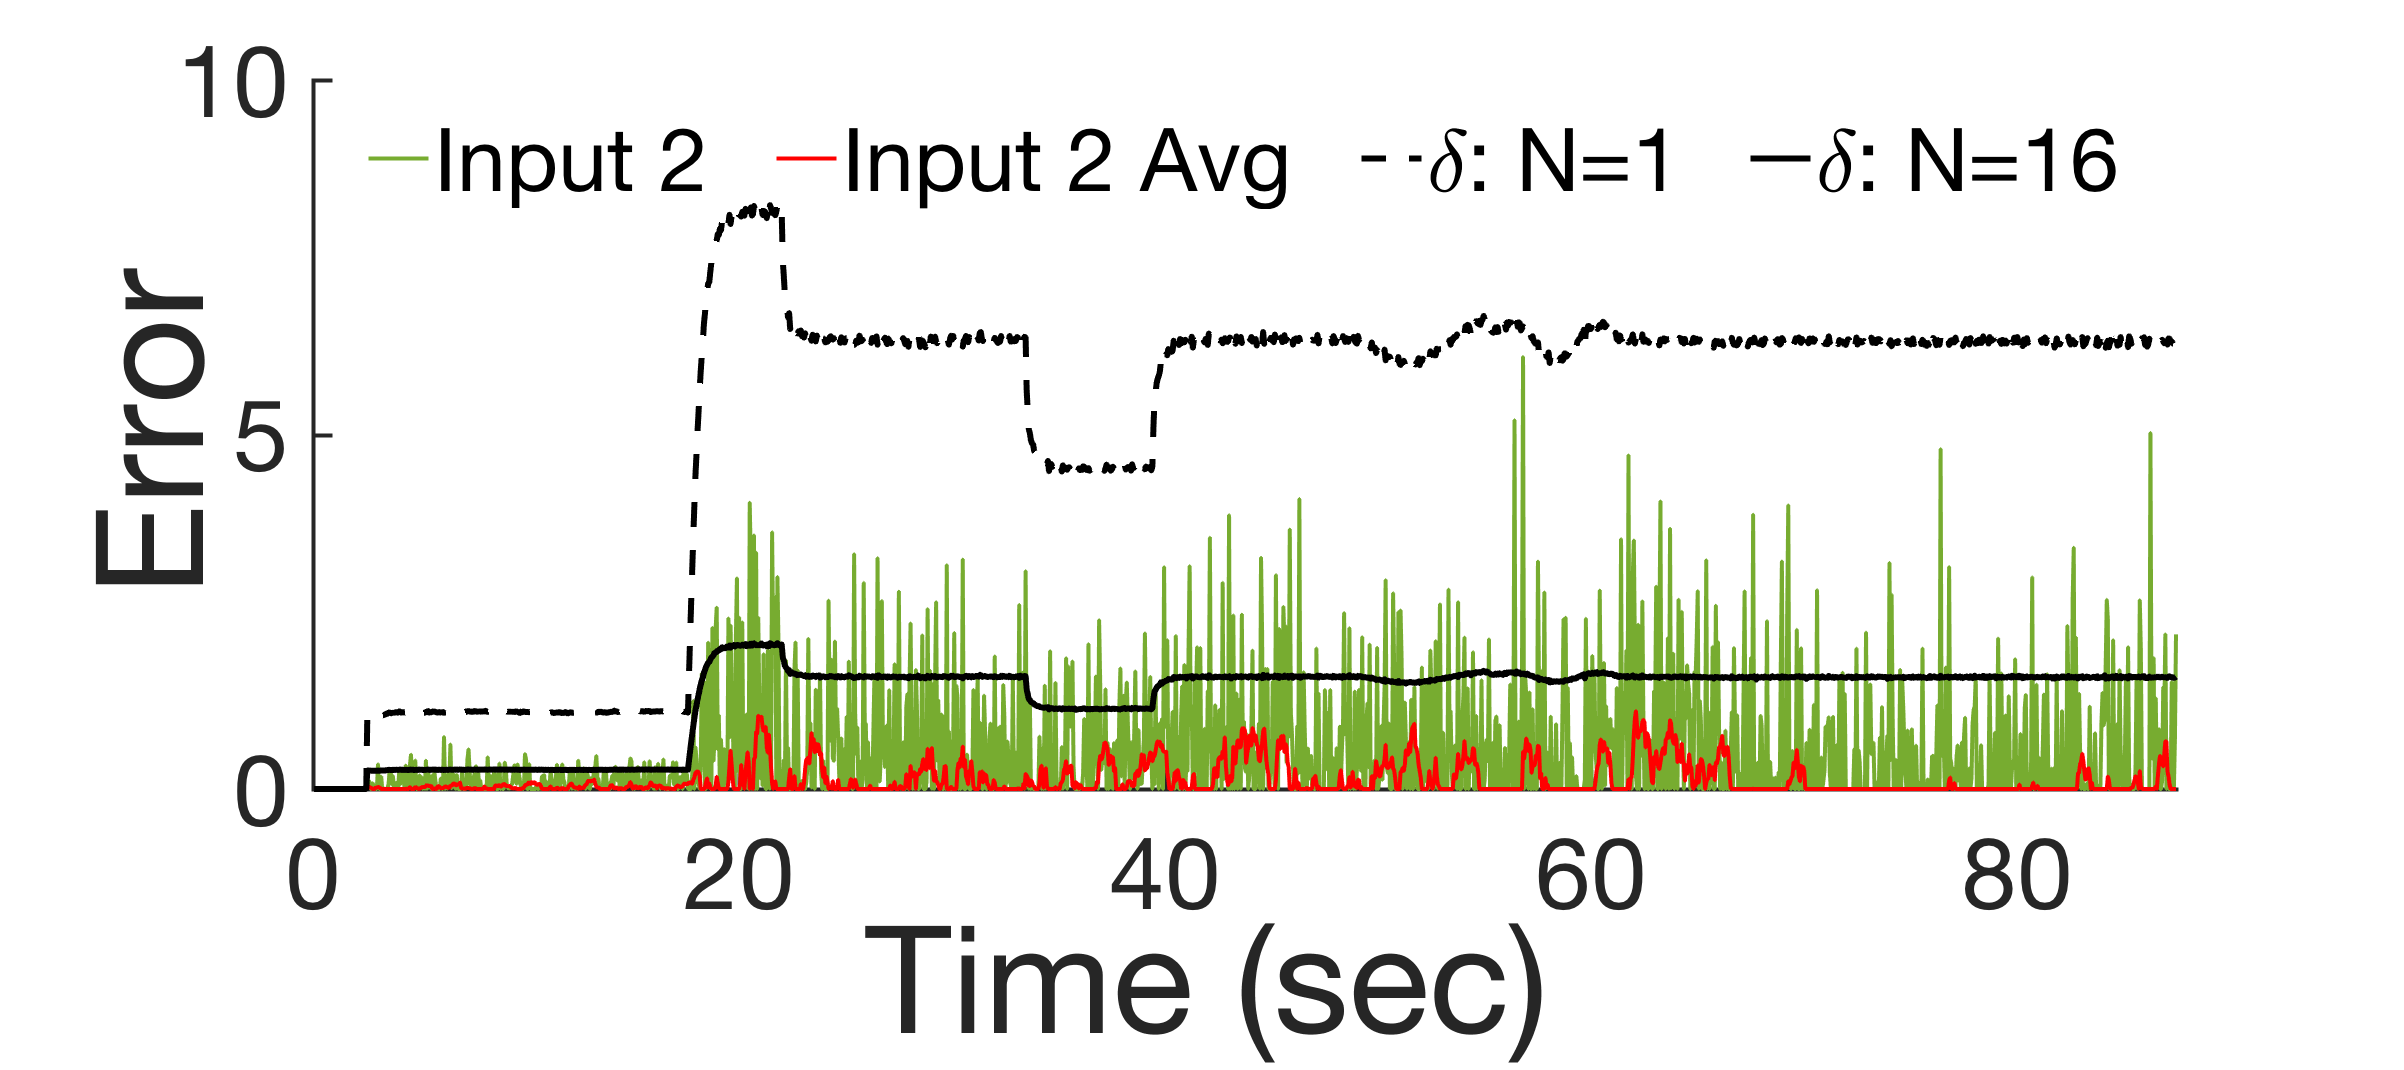 10
Input 2 Input 2 Avg δ: N=1 δ: N=16
Error
5
0
0 20 40 60 80
Time (sec)